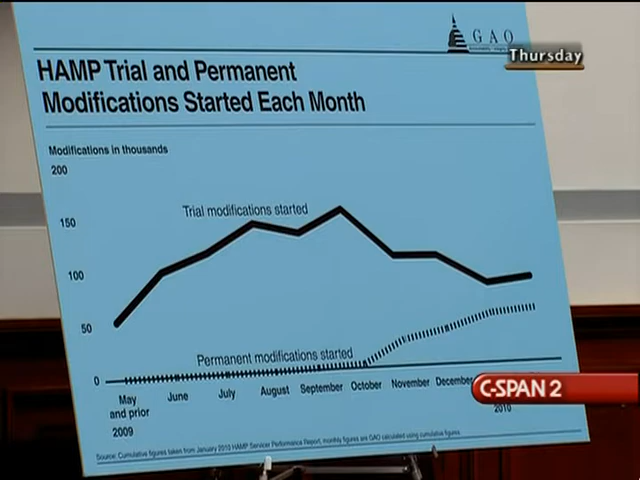 GAO
Thursday
HAMP Trial and Permanent
Modifications Started Each Month
Modifications in thousands
200
150
100
50
0
Trial modifications started
Permanent modifications started
May
and prior
2009
June
July
August
September
October
November
December
2010
C-SPAN 2
Source: Cumulative figures taken from January 2010 HAMP Servicer Performance Report, monthly figures are GAO calculated using cumulative figures